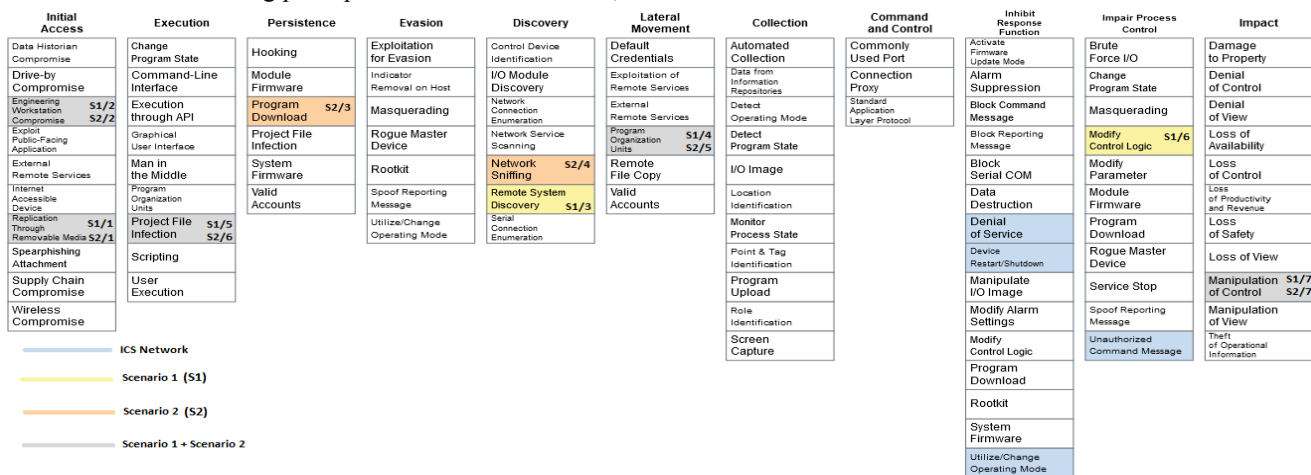 Initial
Access
Data Historian
Compromise
Drive-by
Compromise
Engineering S1/2
Workstation
Compromise S2/2
Exploit
Public-Facing
Application
External
Remote Services
Internet
Accessible
Device
Replication S1/1
Through
Removable Media S2/1
Spearphishing
Attachment
Supply Chain
Compromise
Wireless
Compromise
Execution
Change
Program State
Command-Line
Interface
Execution
through API
Graphical
User Interface
Man in
the Middle
Program
Organization
Units
Project File S1/5
Infection S2/6
Scripting
User
Execution
Persistence
Hooking
Module
Firmware
Program S2/3
Download
Project File
Infection
System
Firmware
Valid
Accounts
Evasion
Exploitation
for Evasion
Indicator
Removal on Host
Masquerading
Rogue Master
Device
Rootkit
Spoof Reporting
Message
Utilize/Change
Operating Mode
Discovery
Control Device
Identification
I/O Module
Discovery
Network
Connection
Enumeration
Network Service
Scanning
Network S2/4
Sniffing
Remote System
Discovery S1/3
Serial
Connection
Enumeration
Lateral
Movement
Default
Credentials
Exploitation of
Remote Services
External
Remote Services
Program S1/4
Organization
Units S2/5
Remote
File Copy
Valid
Accounts
Collection
Automated
Collection
Data from
Information
Repositories
Detect
Operating Mode
Detect
Program State
I/O Image
Location
Identification
Monitor
Process State
Point & Tag
Identification
Program
Upload
Role
Identification
Screen
Capture
Command
and Control
Commonly
Used Port
Connection
Proxy
Standard
Application
Layer Protocol
Inhibit
Response
Function
Activate
Firmware
Update Mode
Alarm
Suppression
Block Command
Message
Block Reporting
Message
Block
Serial COM
Data
Destruction
Denial
of Service
Device
Restart/Shutdown
Manipulate
I/O Image
Modify Alarm
Settings
Modify
Control Logic
Program
Download
Rootkit
System
Firmware
Utilize/Change
Operating Mode
Impair Process
Control
Brute
Force I/O
Change
Program State
Masquerading
Modify S1/6
Control Logic
Modify
Parameter
Module
Firmware
Program
Download
Rogue Master
Device
Service Stop
Spoof Reporting
Message
Unauthorized
Command Message
Impact
Damage
to Property
Denial
of Control
Denial
of View
Loss of
Availability
Loss
of Control
Loss
of Productivity
and Revenue
Loss
of Safety
Loss of View
Manipulation S1/7
of Control S2/7
Manipulation
of View
Theft
of Operational
Information
ICS Network
Scenario 1 (S1)
Scenario 2 (S2)
Scenario 1 + Scenario 2